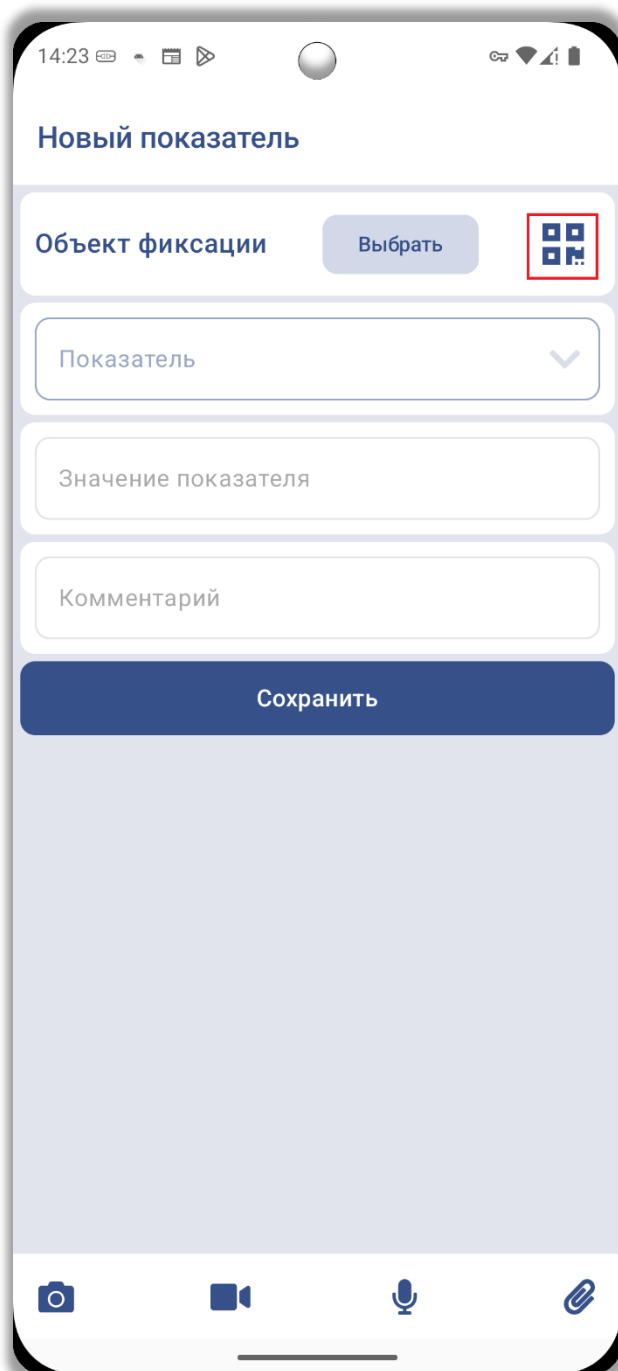 14:23
Новый показатель
Объект фиксации Выбрать
Показатель
Значение показателя
Комментарий
Сохранить